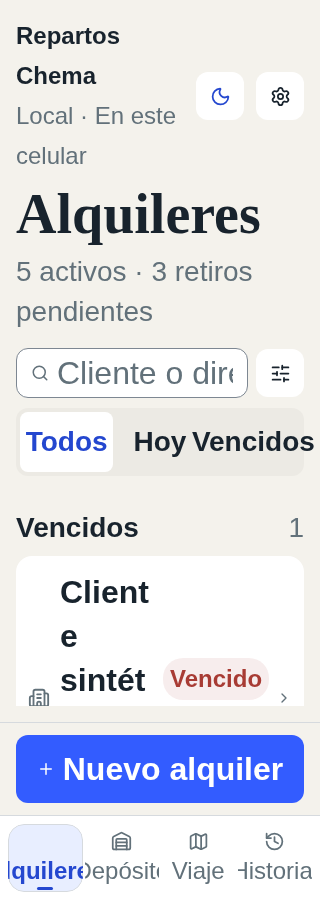 Repartos
Chema
Local · En este
celular
Alquileres
5 activos · 3 retiros
pendientes
Cliente o dire
Todos Hoy Vencidos
Vencidos 1
Client
e
sintét
Vencido
+ Nuevo alquiler
lquilere Depósito Viaje Historia